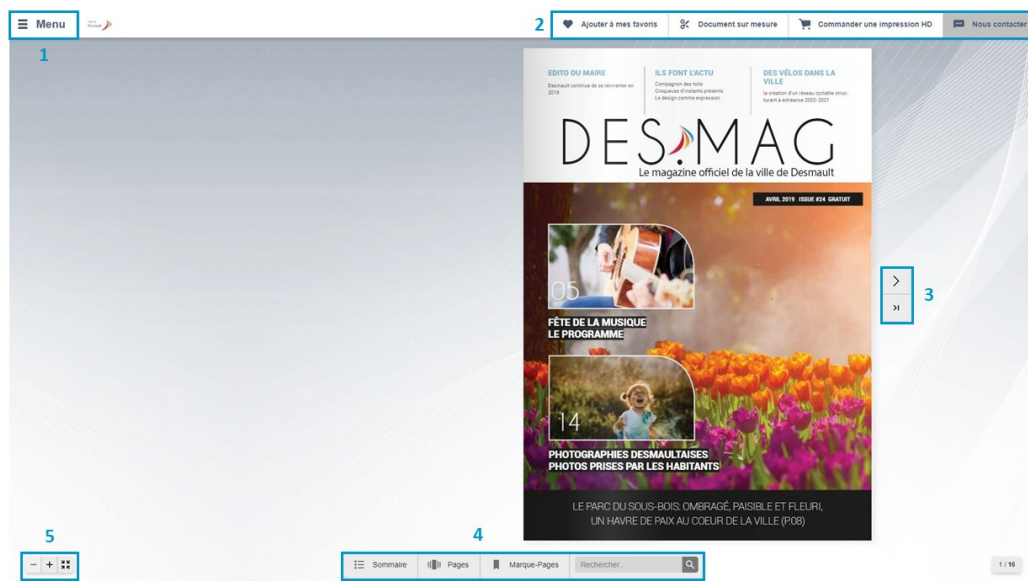 Menu
Desmault
2
Ajouter à mes favoris
Document sur mesure
Commander une impression HD
Nous contacter
1
EDITO DU MAIRE
Desmault continue de se réinventer en
2019
ILS FONT L'ACTU
Compagnon des toits
Croqueuse d'instants présents
Le design comme expression
DES VÉLOS DANS LA
VILLE
la création d'un réseau cyclable struc-
turant à échéance 2020-2021
DES.MAG
Le magazine officiel de la ville de Desmault
AVRIL 2019 ISSUE #24 GRATUIT
05
FÊTE DE LA MUSIQUE
LE PROGRAMME
3
14
PHOTOGRAPHIES DESMAULTAISES
PHOTOS PRISES PAR LES HABITANTS
LE PARC DU SOUS-BOIS: OMBRAGÉ, PAISIBLE ET FLEURI,
UN HAVRE DE PAIX AU COEUR DE LA VILLE (P.08)
5
4
Sommaire
Pages
Marque-Pages
Rechercher...
1 / 16